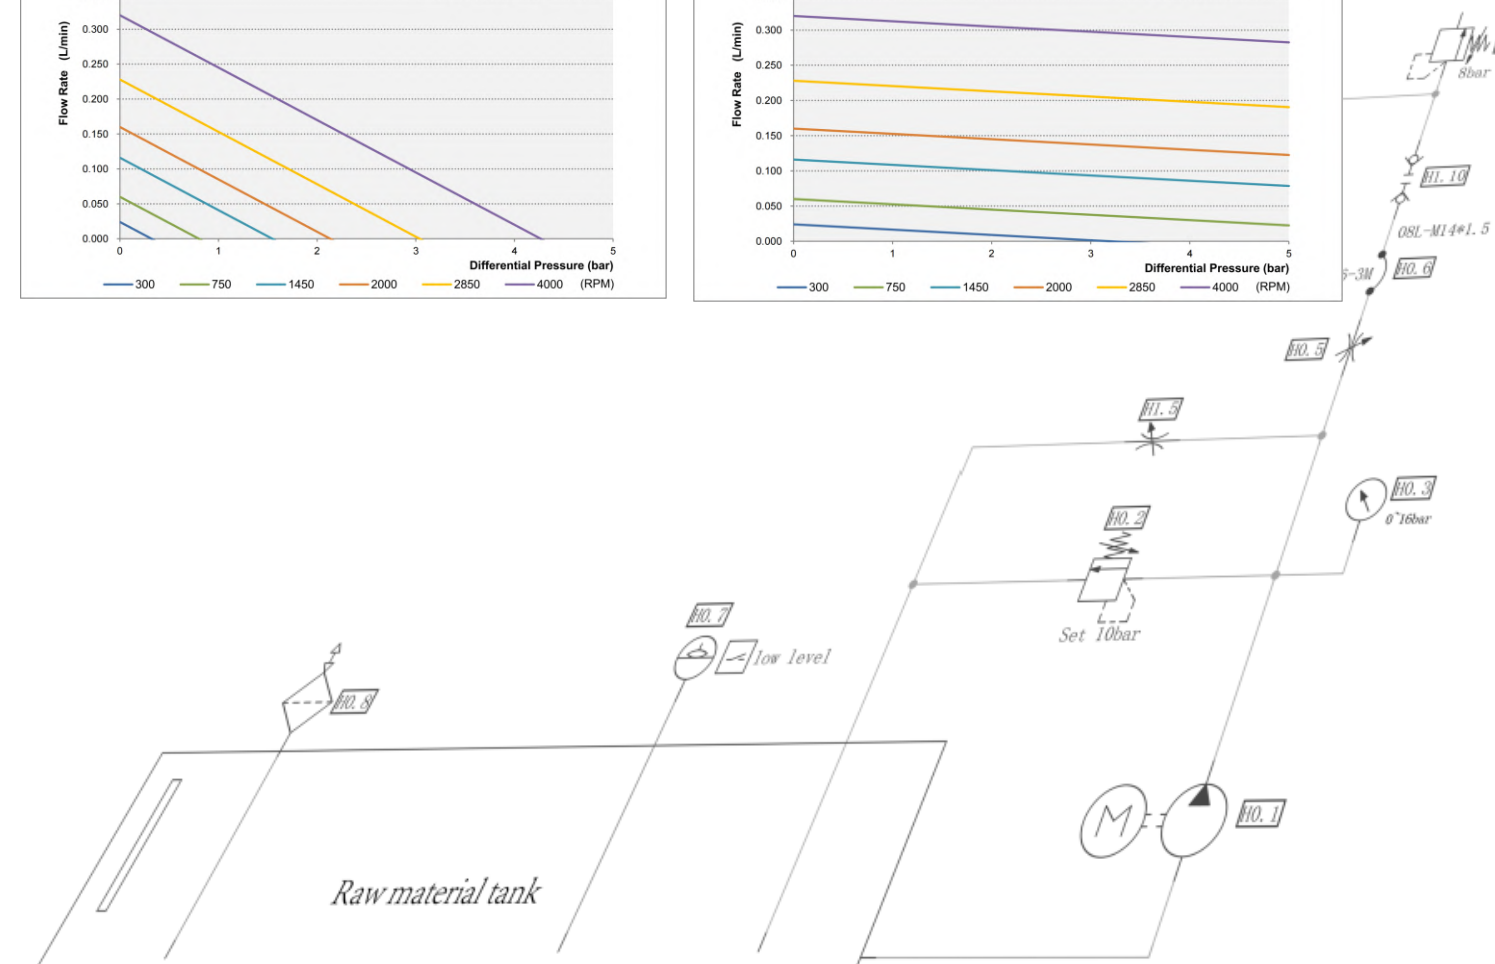 Flow Rate (L/min)
0.300
0.250
0.200
0.150
0.100
0.050
0.000
0 1 2 3 4 5
Differential Pressure (bar)
300 750 1450 2000 2850 4000 (RPM)
Flow Rate (L/min)
0.300
0.250
0.200
0.150
0.100
0.050
0.000
0 1 2 3 4 5
Differential Pressure (bar)
300 750 1450 2000 2850 4000 (RPM)
8bar
H1.10
08L-M14*1.5
-3M
H0.6
H0.5
H1.5
H0.3
0~16bar
H0.2
Set 10bar
H0.7
low level
H0.8
H0.1
M
Raw material tank